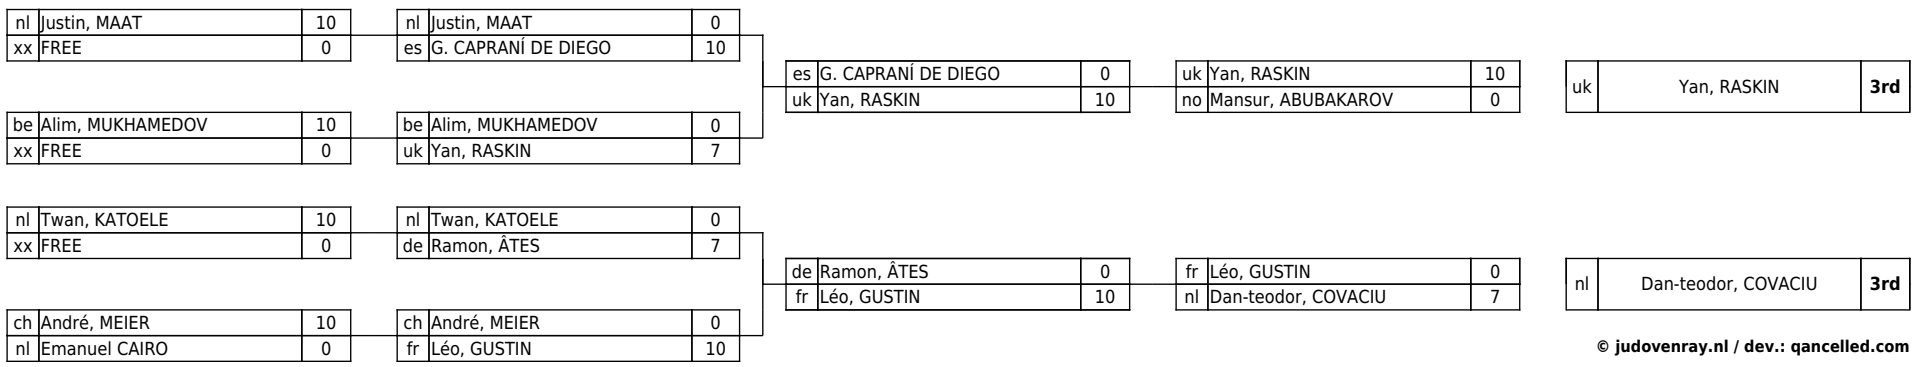 nl Justin, MAAT 10 nl Justin, MAAT 0
xx FREE 0 es G. CAPRANÍ DE DIEGO 10
es G. CAPRANÍ DE DIEGO 0 uk Yan, RASKIN 10
uk Yan, RASKIN 3rd
uk Yan, RASKIN 10 no Mansur, ABUBAKAROV 0
be Alim, MUKHAMEDOV 10 be Alim, MUKHAMEDOV 0
xx FREE 0 uk Yan, RASKIN 7
nl Twan, KATOELE 10 nl Twan, KATOELE 0
xx FREE 0 de Ramon, ÂTES 7
de Ramon, ÂTES 0 fr Léo, GUSTIN 0
nl Dan-teodor, COVACIU 3rd
fr Léo, GUSTIN 10 nl Dan-teodor, COVACIU 7
ch André, MEIER 10 ch André, MEIER 0
nl Emanuel CAIRO 0 fr Léo, GUSTIN 10
© judovenray.nl / dev.: qancelled.com